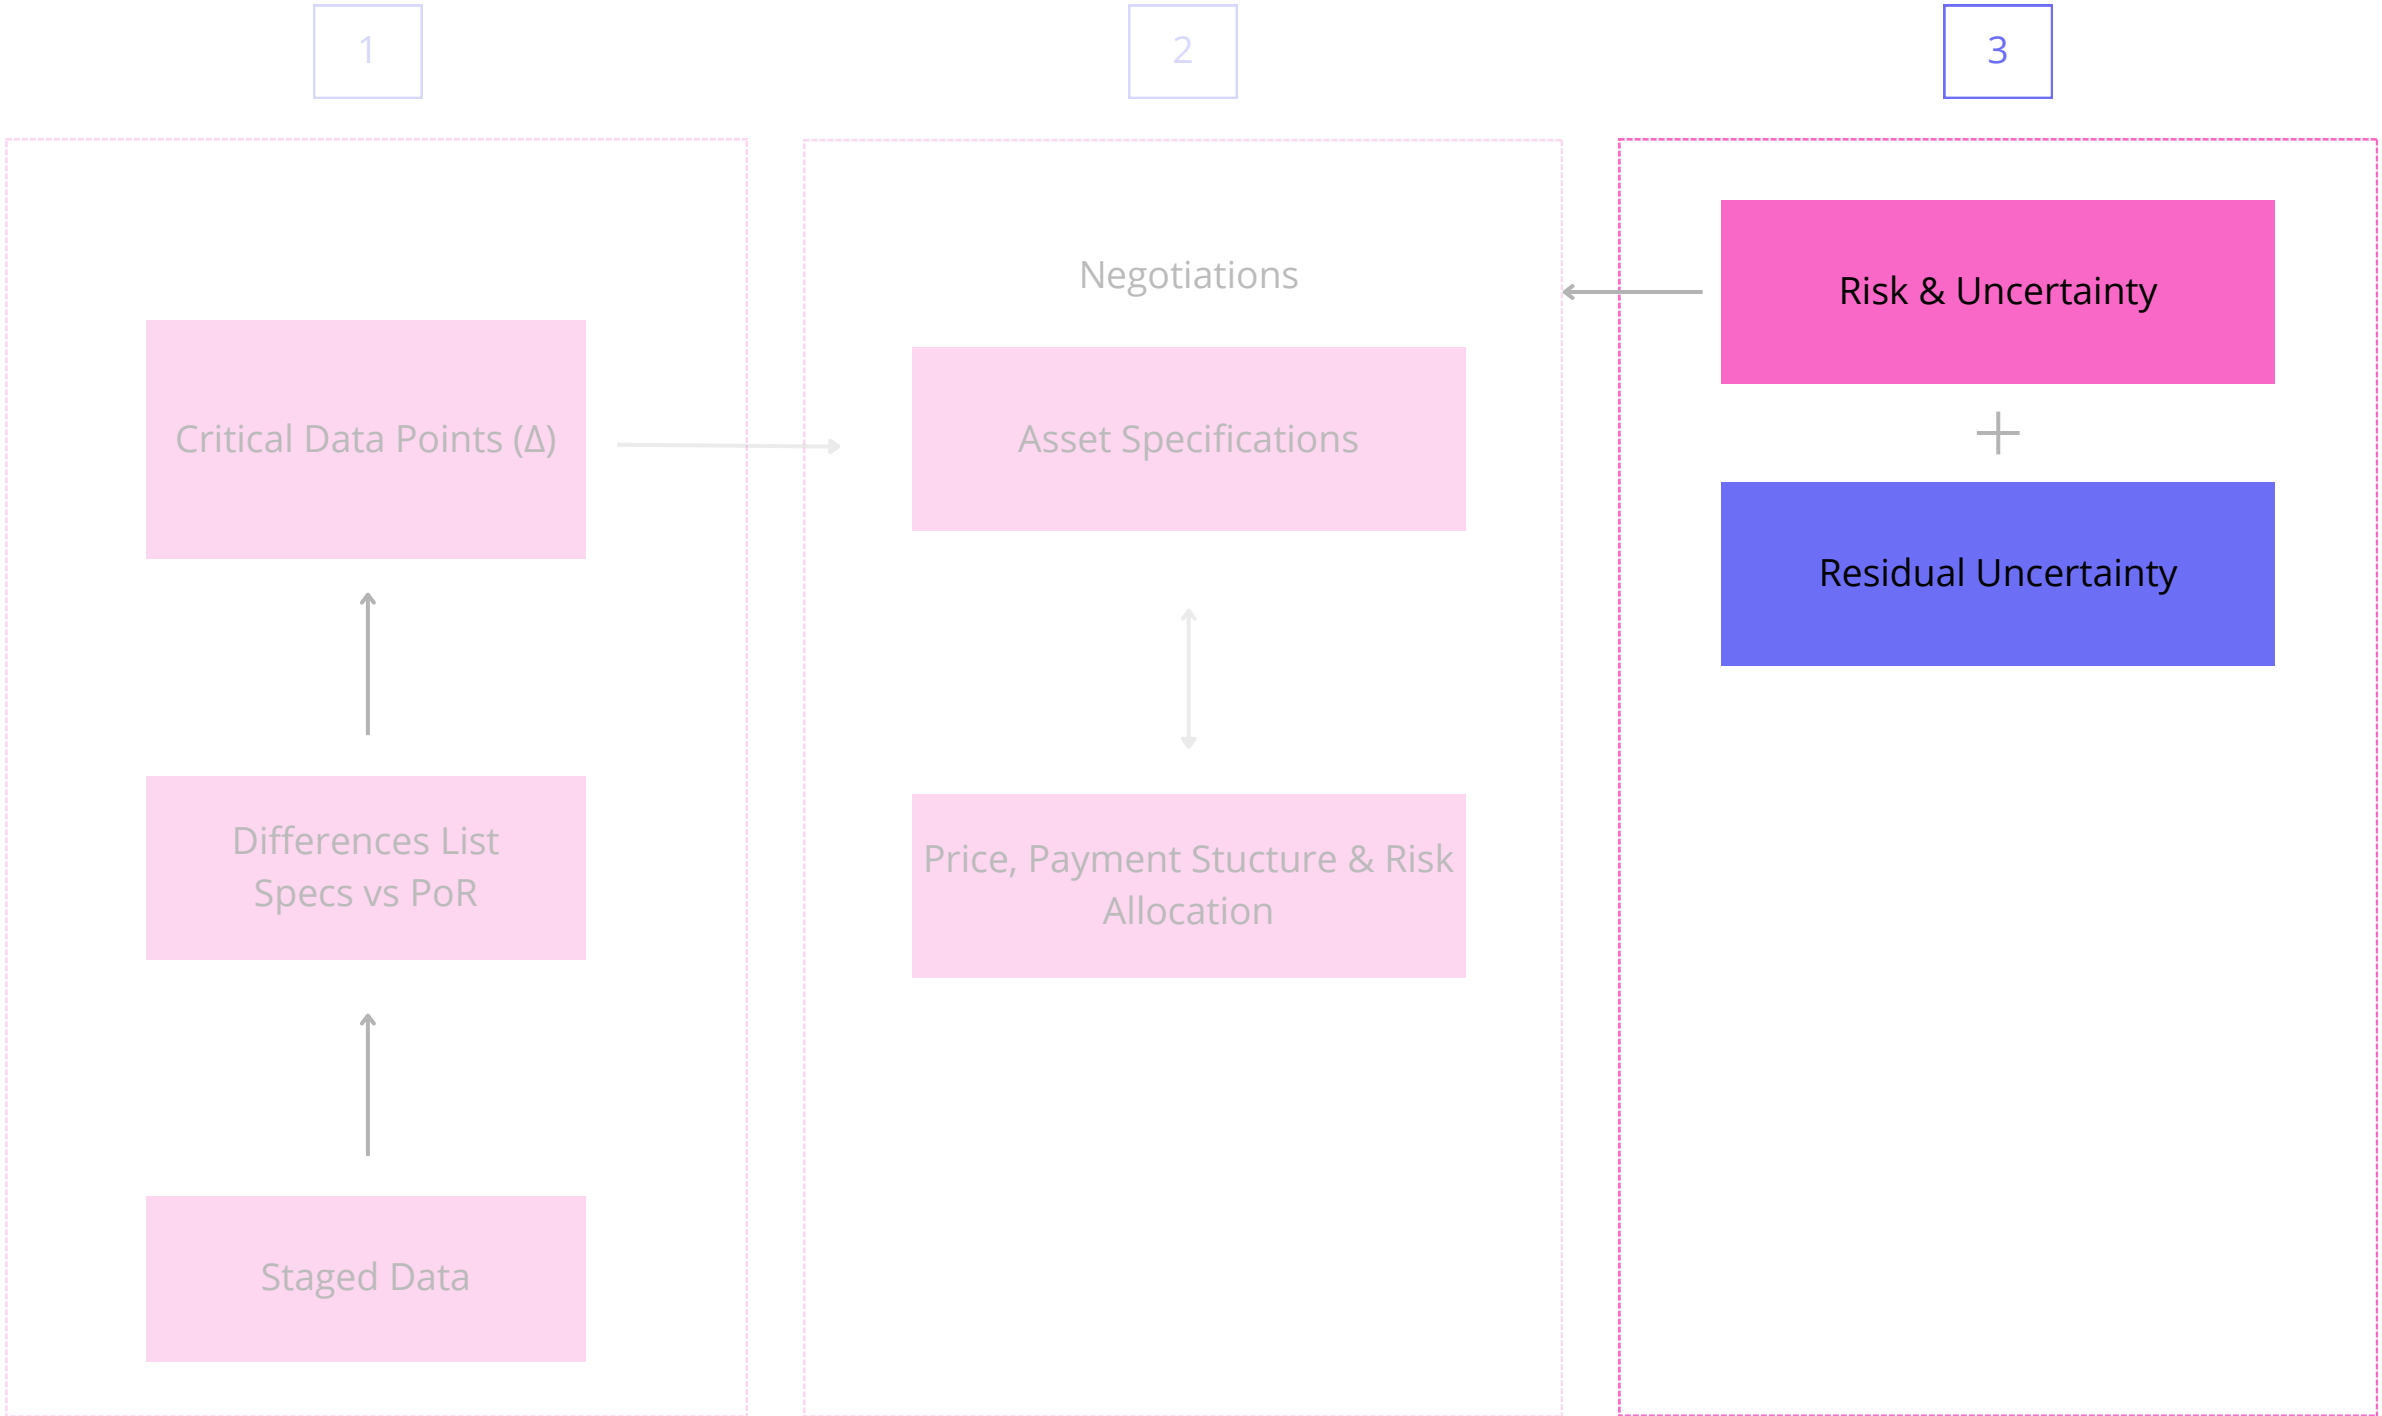 1
2
3
Critical Data Points (Δ)
Differences List
Specs vs PoR
Staged Data
Negotiations
Asset Specifications
Price, Payment Stucture & Risk
Allocation
Risk & Uncertainty
Residual Uncertainty